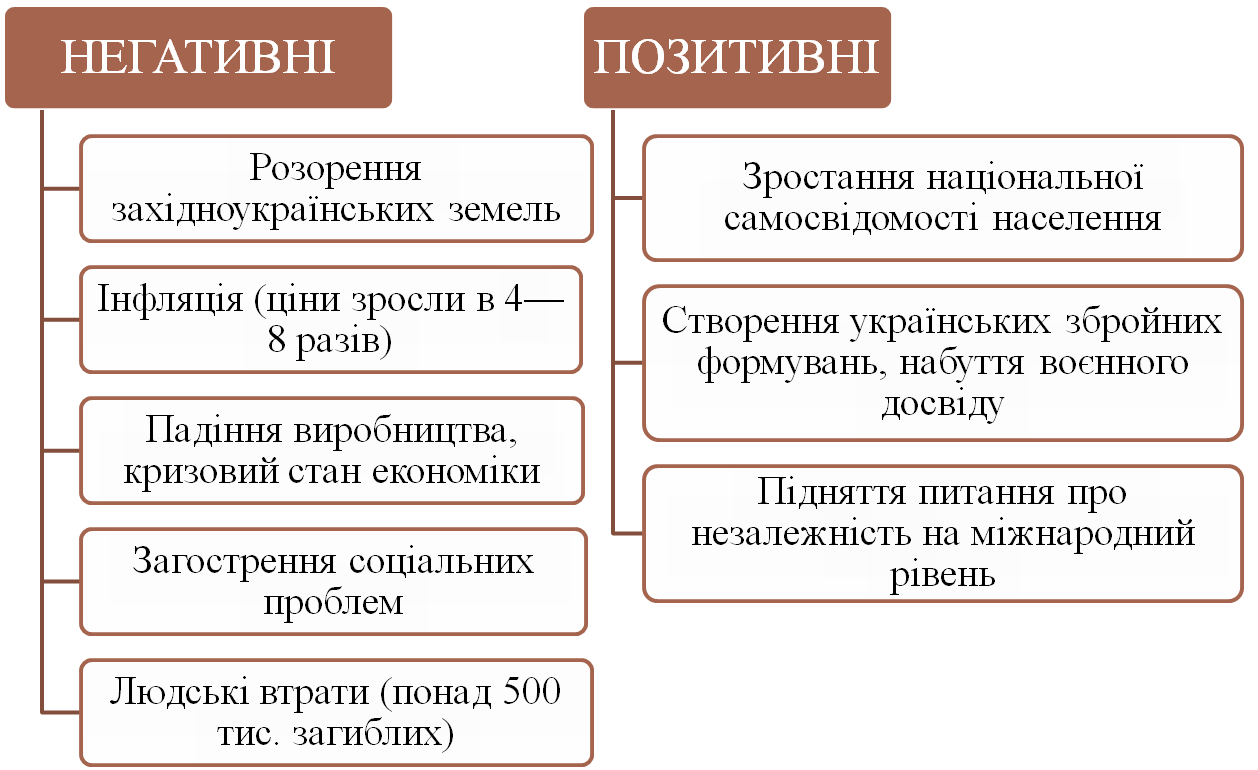 НЕГАТИВНІ
Розорення
західноукраїнських земель
Інфляція (ціни зросли в 4—
8 разів)
Падіння виробництва,
кризовий стан економіки
Загострення соціальних
проблем
Людські втрати (понад 500
тис. загиблих)
ПОЗИТИВНІ
Зростання національної
самосвідомості населення
Створення українських збройних
формувань, набуття воєнного
досвіду
Підняття питання про
незалежність на міжнародний
рівень